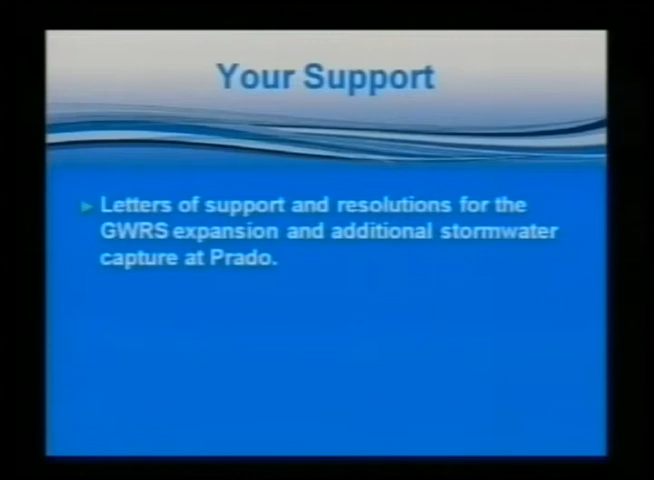 Your Support
Letters of support and resolutions for the
GWRS expansion and additional stormwater
capture at Prado.